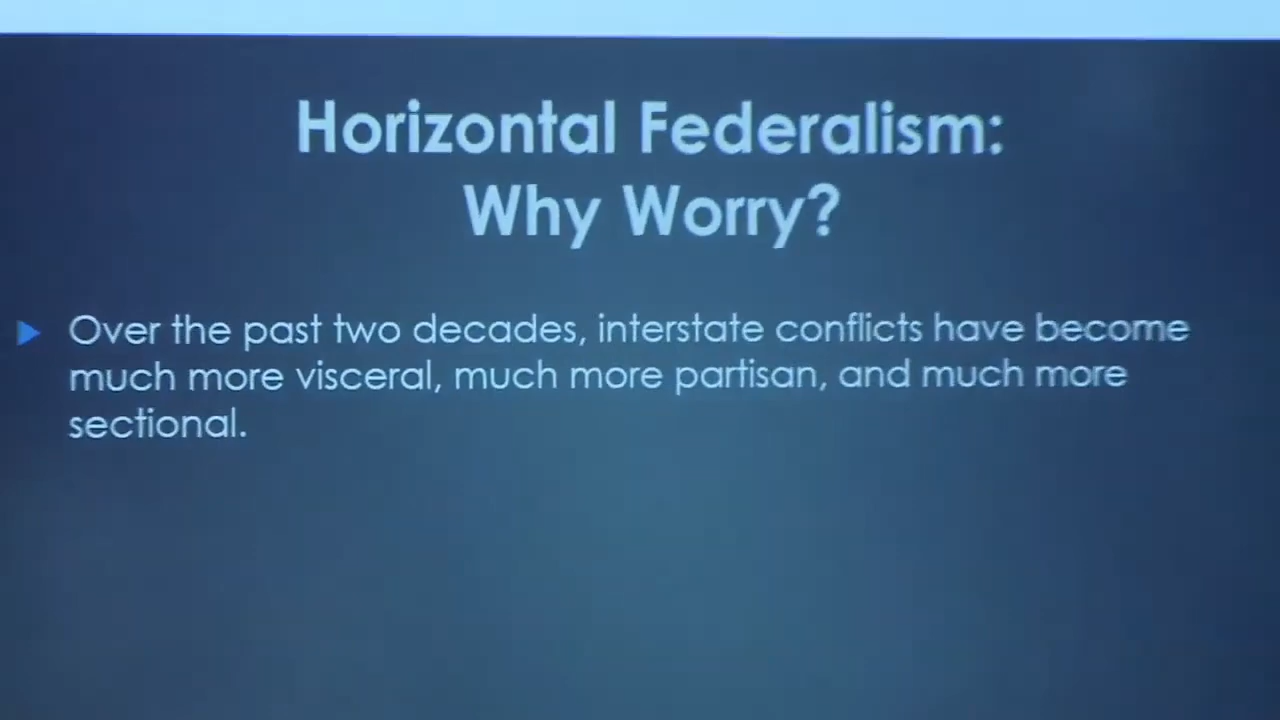 Horizontal Federalism:
Why Worry?
Over the past two decades, interstate conflicts have become
much more visceral, much more partisan, and much more
sectional.